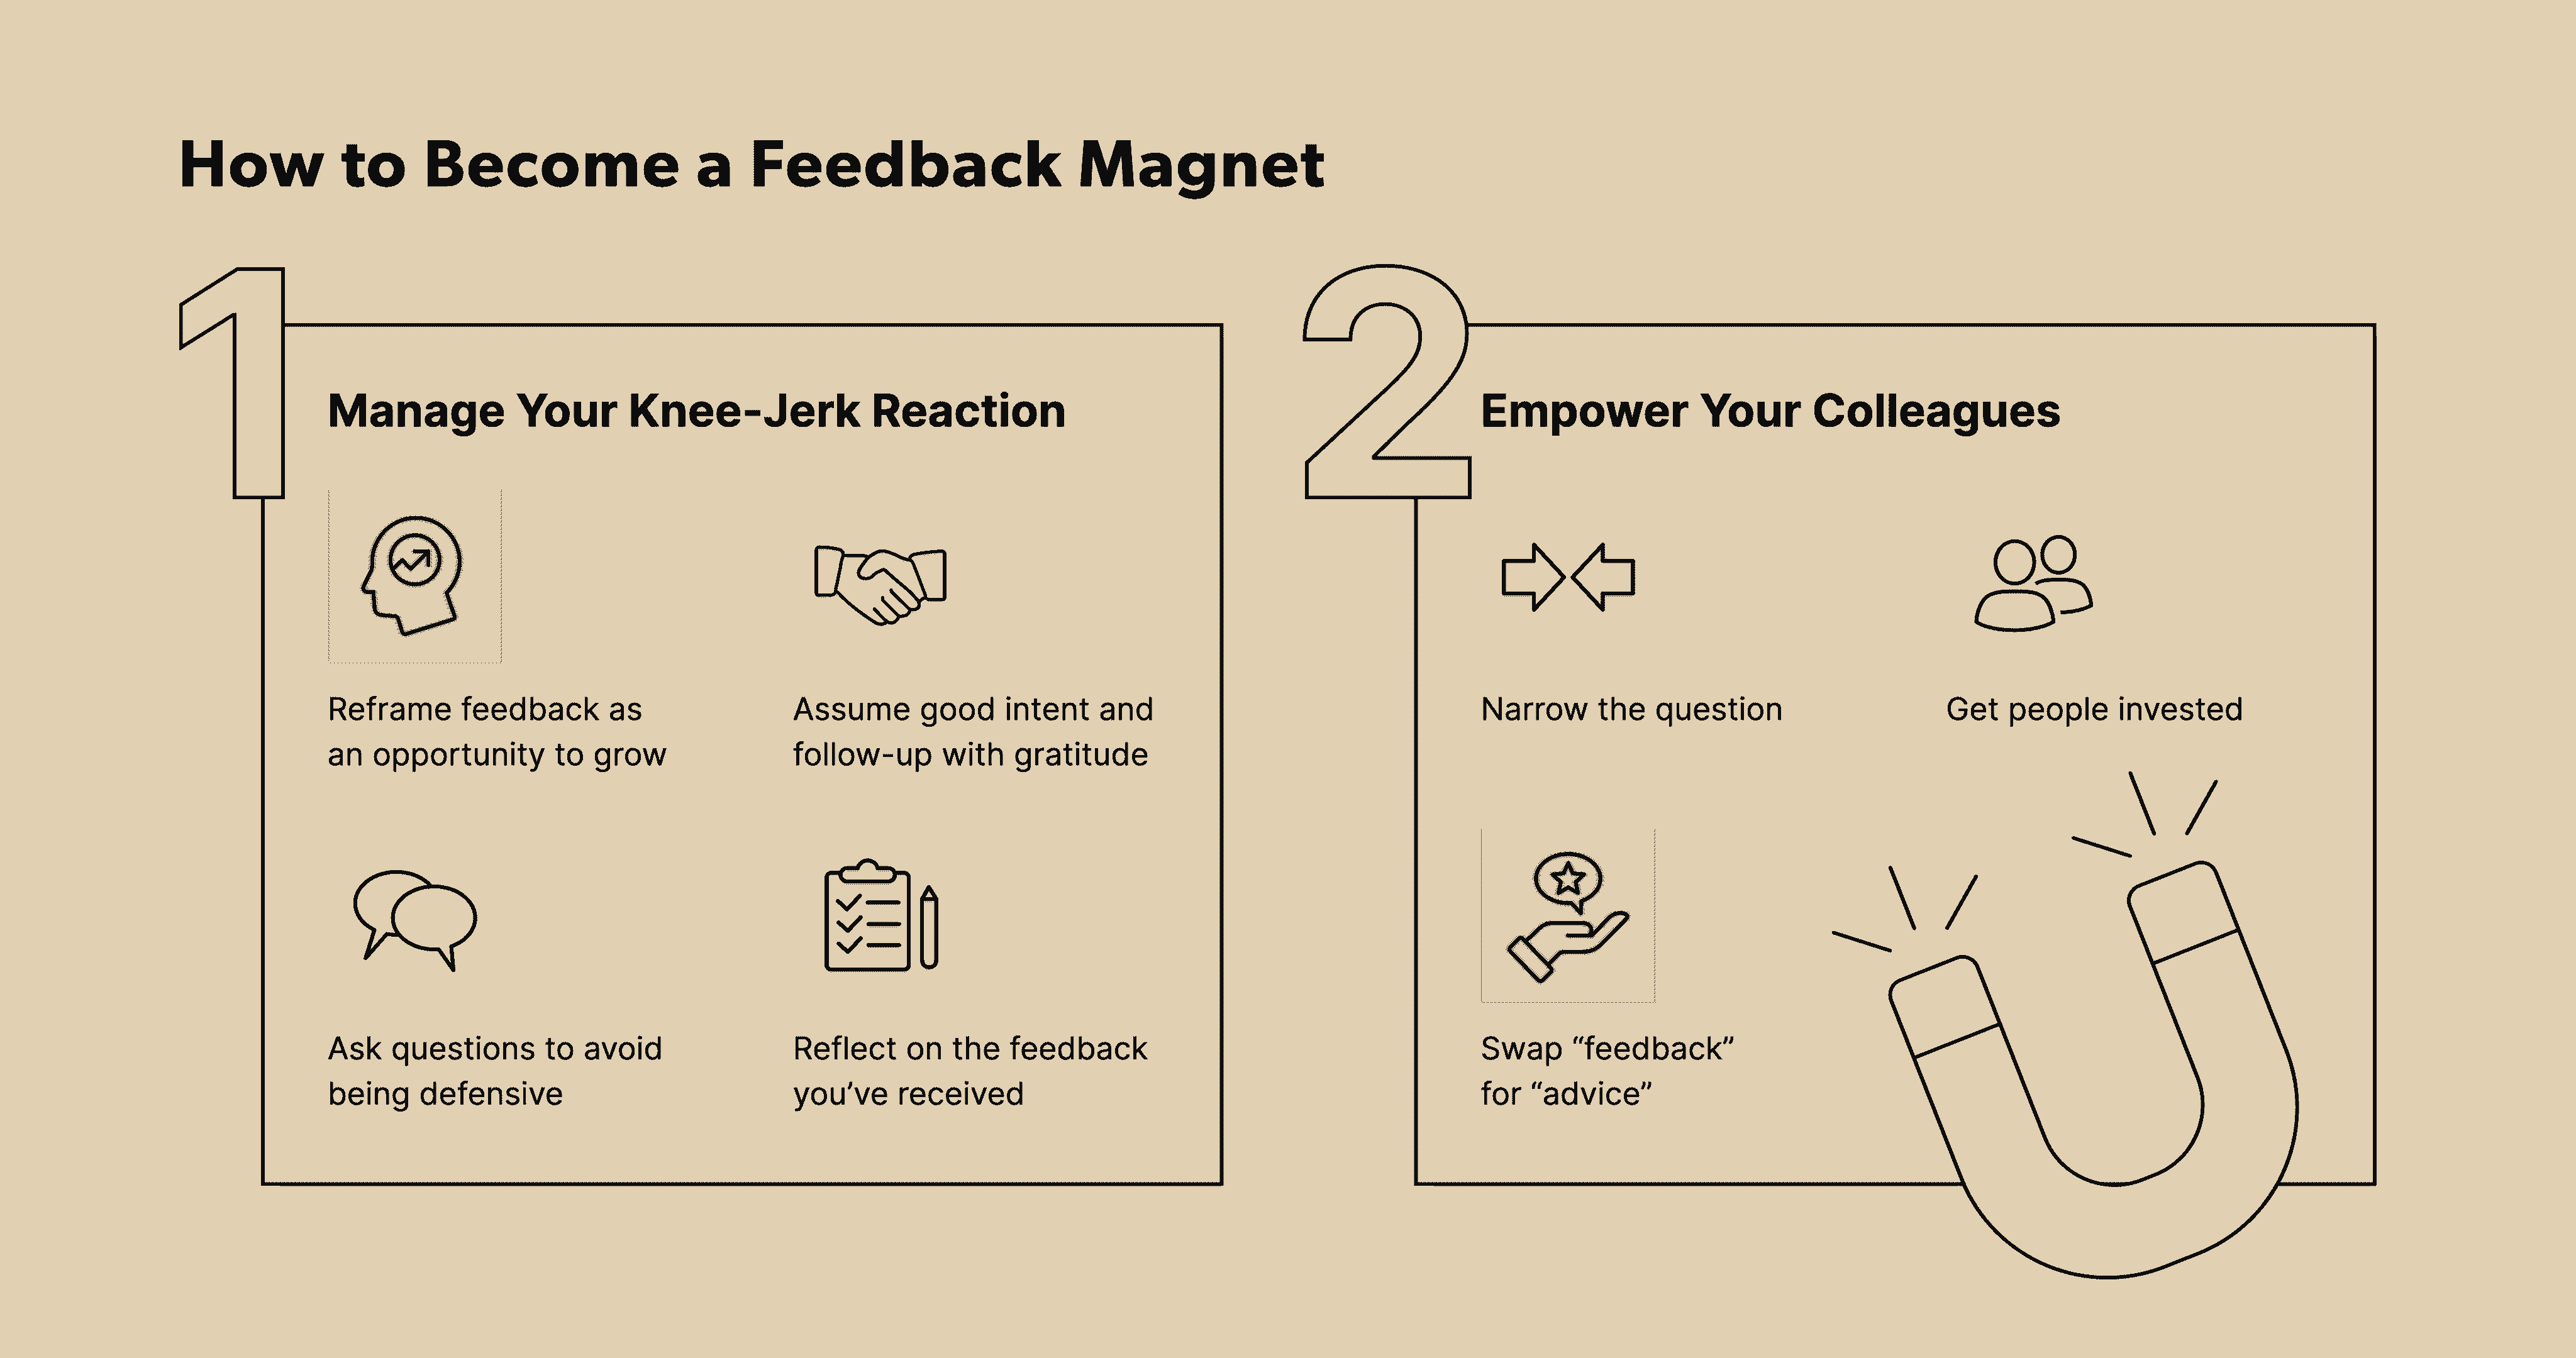 How to Become a Feedback Magnet
1
Manage Your Knee-Jerk Reaction
Reframe feedback as
an opportunity to grow
Assume good intent and
follow-up with gratitude
Ask questions to avoid
being defensive
Reflect on the feedback
you’ve received
2
Empower Your Colleagues
Narrow the question
Get people invested
Swap “feedback”
for “advice”